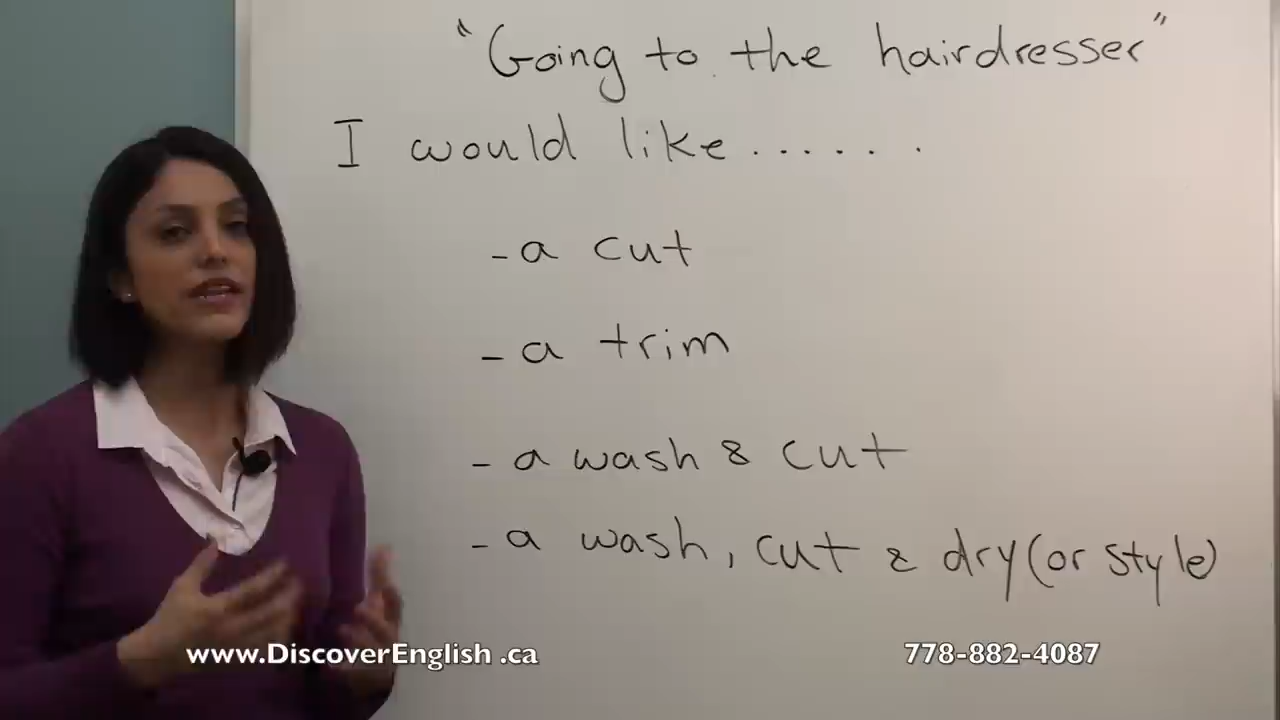 "Going to the hairdresser"
I would like......
- a cut
- a trim
- a wash & cut
- a wash, cut & dry (or style)
www.DiscoverEnglish .ca
778-882-4087